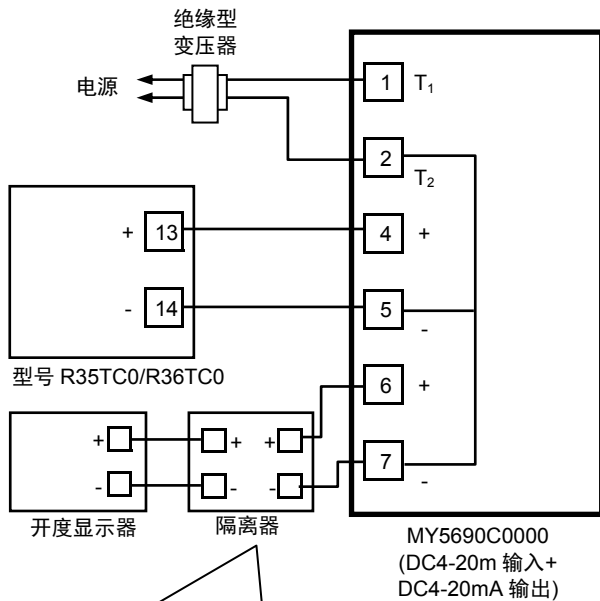 绝缘型
变压器
电源
1 T₁
2 T₂
+ 13 4 +
- 14 5 -
型号 R35TC0/R36TC0
6 +
+ + +
7 -
- - -
开度显示器 隔离器
MY5690C0000
(DC4-20m 输入+
DC4-20mA 输出)